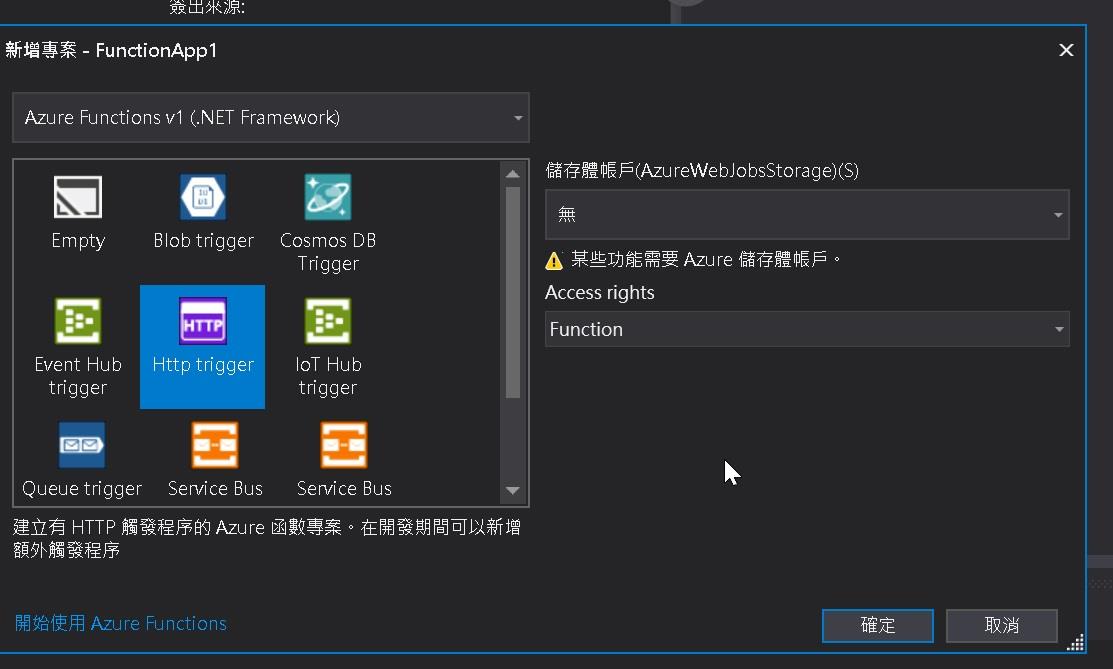 簽出來源:
新增專案 - FunctionApp1
Azure Functions v1 (.NET Framework)
Empty
Blob trigger
Cosmos DB
Trigger
Event Hub
trigger
HTTP
Http trigger
IoT Hub
trigger
Queue trigger
Service Bus
Service Bus
儲存體帳戶(AzureWebJobsStorage)(S)
無
某些功能需要 Azure 儲存體帳戶。
Access rights
Function
建立有 HTTP 觸發程序的 Azure 函數專案。在開發期間可以新增
額外觸發程序
開始使用 Azure Functions
確定
取消